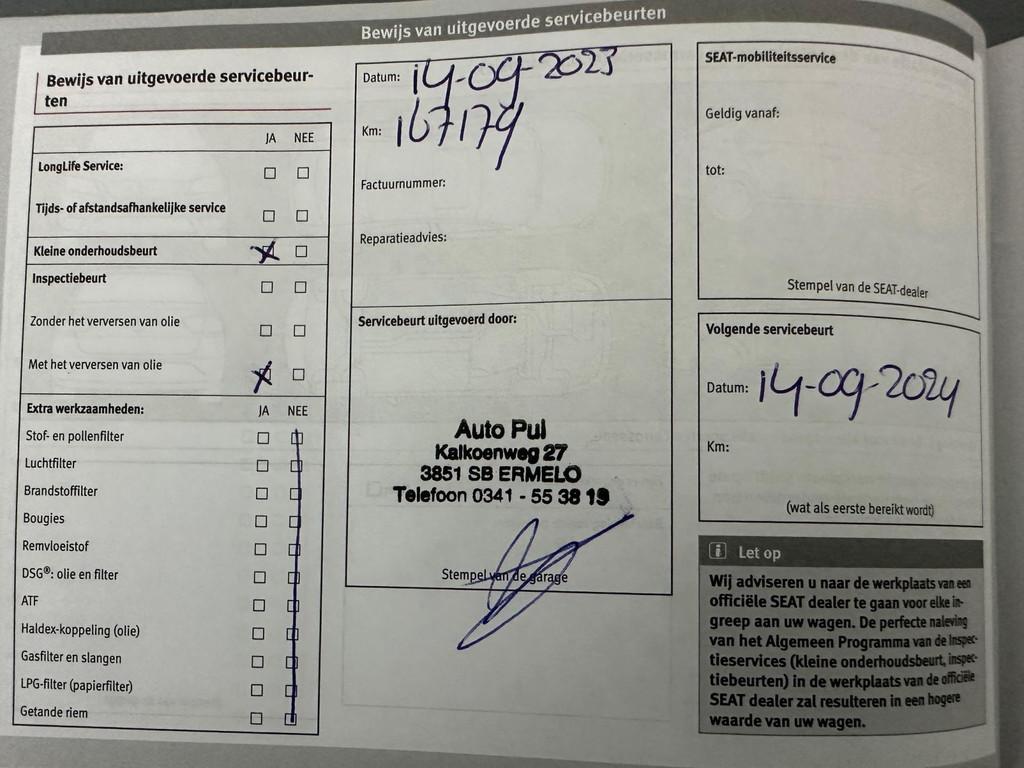 Bewijs van uitgevoerde servicebeurten
Bewijs van uitgevoerde servicebeur-
ten
JA NEE
LongLife Service:
Tijds- of afstandsafhankelijke service
Kleine onderhoudsbeurt
Inspectiebeurt
Zonder het verversen van olie
Met het verversen van olie
Extra werkzaamheden: JA NEE
Stof- en pollenfilter
Luchtfilter
Brandstoffilter
Bougies
Remvloeistof
DSG®: olie en filter
ATF
Haldex-koppeling (olie)
Gasfilter en slangen
LPG-filter (papierfilter)
Getande riem
Datum: 14-09-2023
Km: 167179
Factuurnummer:
Reparatieadvies:
Servicebeurt uitgevoerd door:
Auto Pul
Kalkoenweg 27
3851 SB ERMELO
Telefoon 0341 - 55 38 19
Stempel van de garage
SEAT-mobiliteitsservice
Geldig vanaf:
tot:
Stempel van de SEAT-dealer
Volgende servicebeurt
Datum: 14-09-2024
Km:
(wat als eerste bereikt wordt)
i Let op
Wij adviseren u naar de werkplaats van een
officiële SEAT dealer te gaan voor elke in-
greep aan uw wagen. De perfecte naleving
van het Algemeen Programma van de Inspec-
tieservices (kleine onderhoudsbeurt, inspec-
tiebeurten) in de werkplaats van de officiële
SEAT dealer zal resulteren in een hogere
waarde van uw wagen.